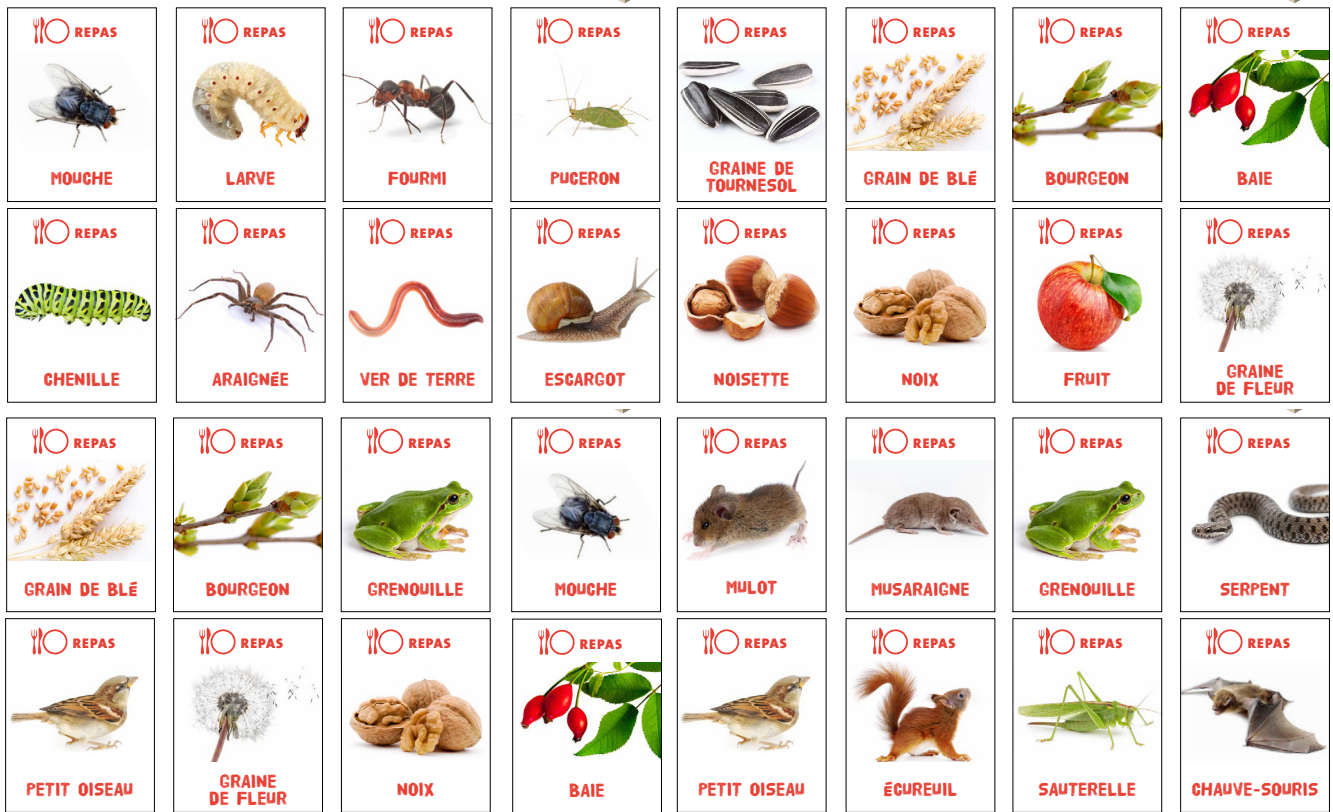 REPAS
REPAS
REPAS
REPAS
REPAS
REPAS
REPAS
REPAS
MOUCHE
LARVE
FOURMI
PUCERON
GRAINE DE
TOURNESOL
GRAIN DE BLÉ
BOURGEON
BAIE
REPAS
REPAS
REPAS
REPAS
REPAS
REPAS
REPAS
REPAS
CHENILLE
ARAIGNÉE
VER DE TERRE
ESCARGOT
NOISETTE
NOIX
FRUIT
GRAINE
DE FLEUR
REPAS
REPAS
REPAS
REPAS
REPAS
REPAS
REPAS
REPAS
GRAIN DE BLÉ
BOURGEON
GRENOUILLE
MOUCHE
MULOT
MUSARAIGNE
GRENOUILLE
SERPENT
REPAS
REPAS
REPAS
REPAS
REPAS
REPAS
REPAS
REPAS
PETIT OISEAU
GRAINE
DE FLEUR
NOIX
BAIE
PETIT OISEAU
ÉCUREUIL
SAUTERELLE
CHAUVE-SOURIS